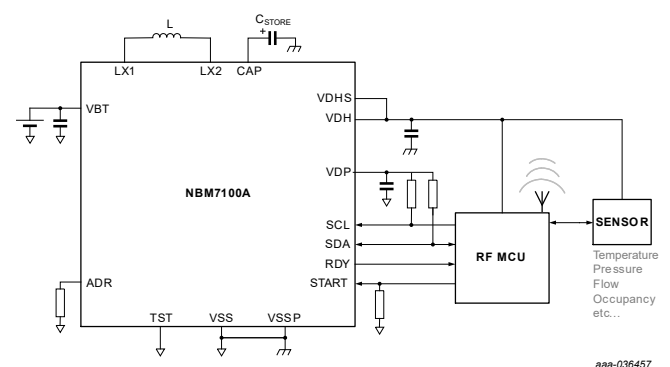 L
CSTORE
+
LX1 LX2 CAP
VDHS
VDH
VBT
VDP
NBM7100A
SCL
SDA
RDY
START
ADR
TST VSS VSSP
RF MCU
SENSOR
Temperature
Pressure
Flow
Occupancy
etc...
aaa-036457